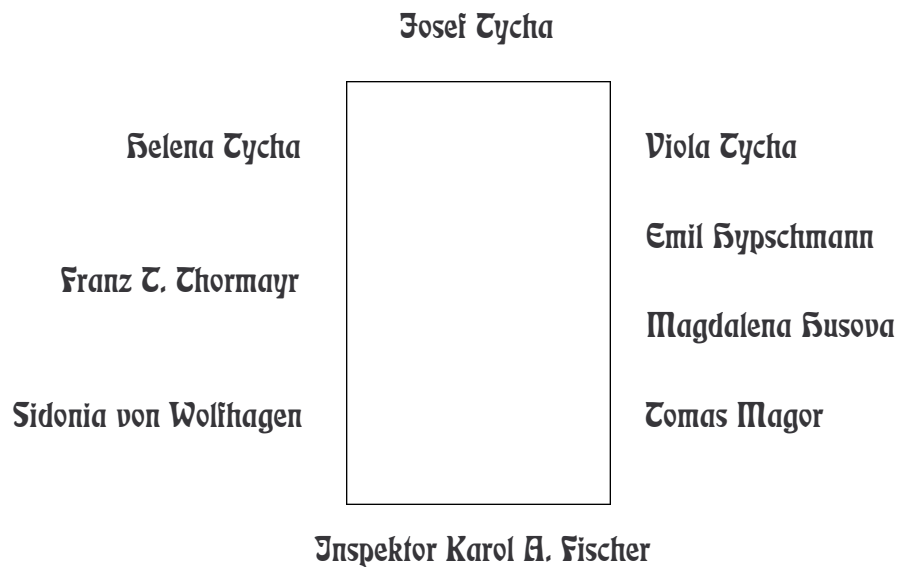 Josef Tycha
Helena Tycha
Viola Tycha
Emil Hypschmann
Franz T. Thormayr
Magdalena Husova
Sidonia von Wolfhagen
Tomas Magor
Inspektor Karol A. Fischer